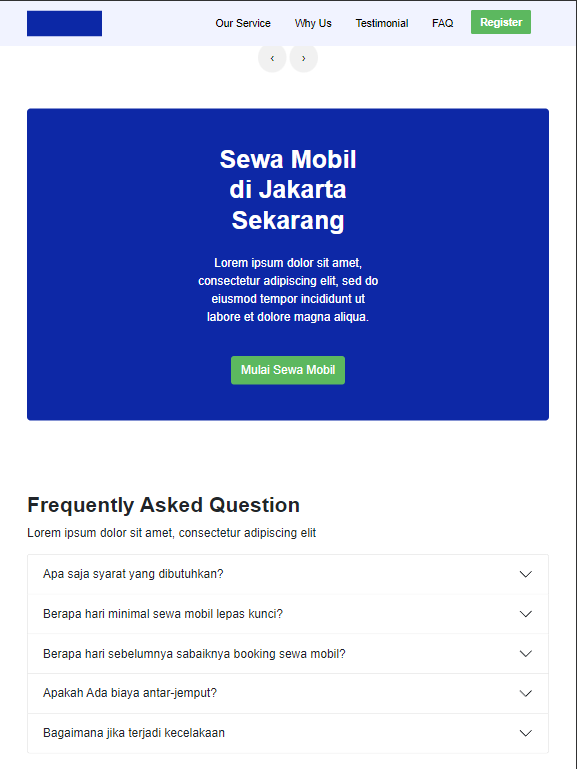 Our Service Why Us Testimonial FAQ Register
‹ ›
Sewa Mobil
di Jakarta
Sekarang
Lorem ipsum dolor sit amet,
consectetur adipiscing elit, sed do
eiusmod tempor incididunt ut
labore et dolore magna aliqua.
Mulai Sewa Mobil
Frequently Asked Question
Lorem ipsum dolor sit amet, consectetur adipiscing elit
Apa saja syarat yang dibutuhkan?
Berapa hari minimal sewa mobil lepas kunci?
Berapa hari sebelumnya sabaiknya booking sewa mobil?
Apakah Ada biaya antar-jemput?
Bagaimana jika terjadi kecelakaan